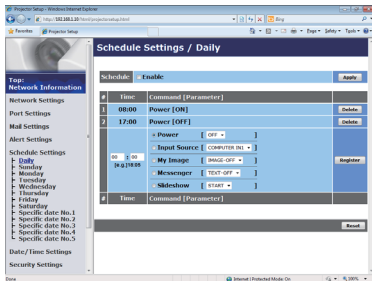 Projector Setup - Windows Internet Explorer
http://192.168.1.10/html/projectorsetup.html
Bing
Favorites
Projector Setup
Page
Safety
Tools
Schedule Settings / Daily
Top:
Network Information
Network Settings
Port Settings
Mail Settings
Alert Settings
Schedule Settings
Daily
Sunday
Monday
Tuesday
Wednesday
Thursday
Friday
Saturday
Specific date No.1
Specific date No.2
Specific date No.3
Specific date No.4
Specific date No.5
Date/Time Settings
Security Settings
Schedule Enable Apply
# Time Command [Parameter]
1 08:00 Power [ON] Delete
2 17:00 Power [OFF] Delete
00 : 00
[e.g.]18:05
Power [ OFF ]
Input Source [ COMPUTER IN1 ]
My Image [ IMAGE-OFF ]
Messenger [ TEXT-OFF ]
Slideshow [ START ]
Register
# Time Command [Parameter]
Reset
Done
Internet | Protected Mode: On
100%